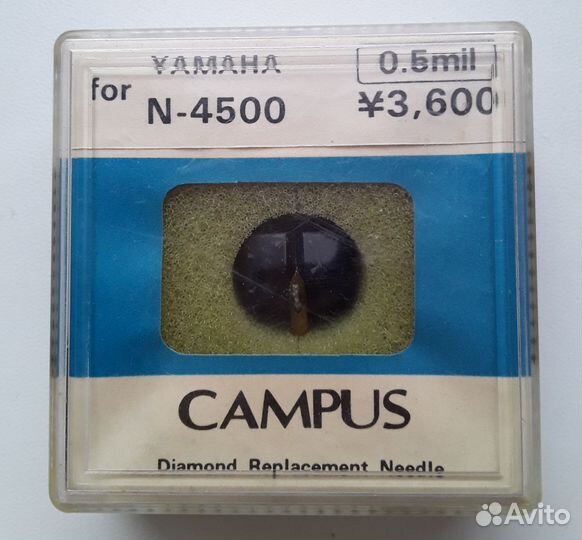 YAMAHA 0.5mil
for N-4500 ¥3,600
CAMPUS
Diamond Replacement Needle
Avito